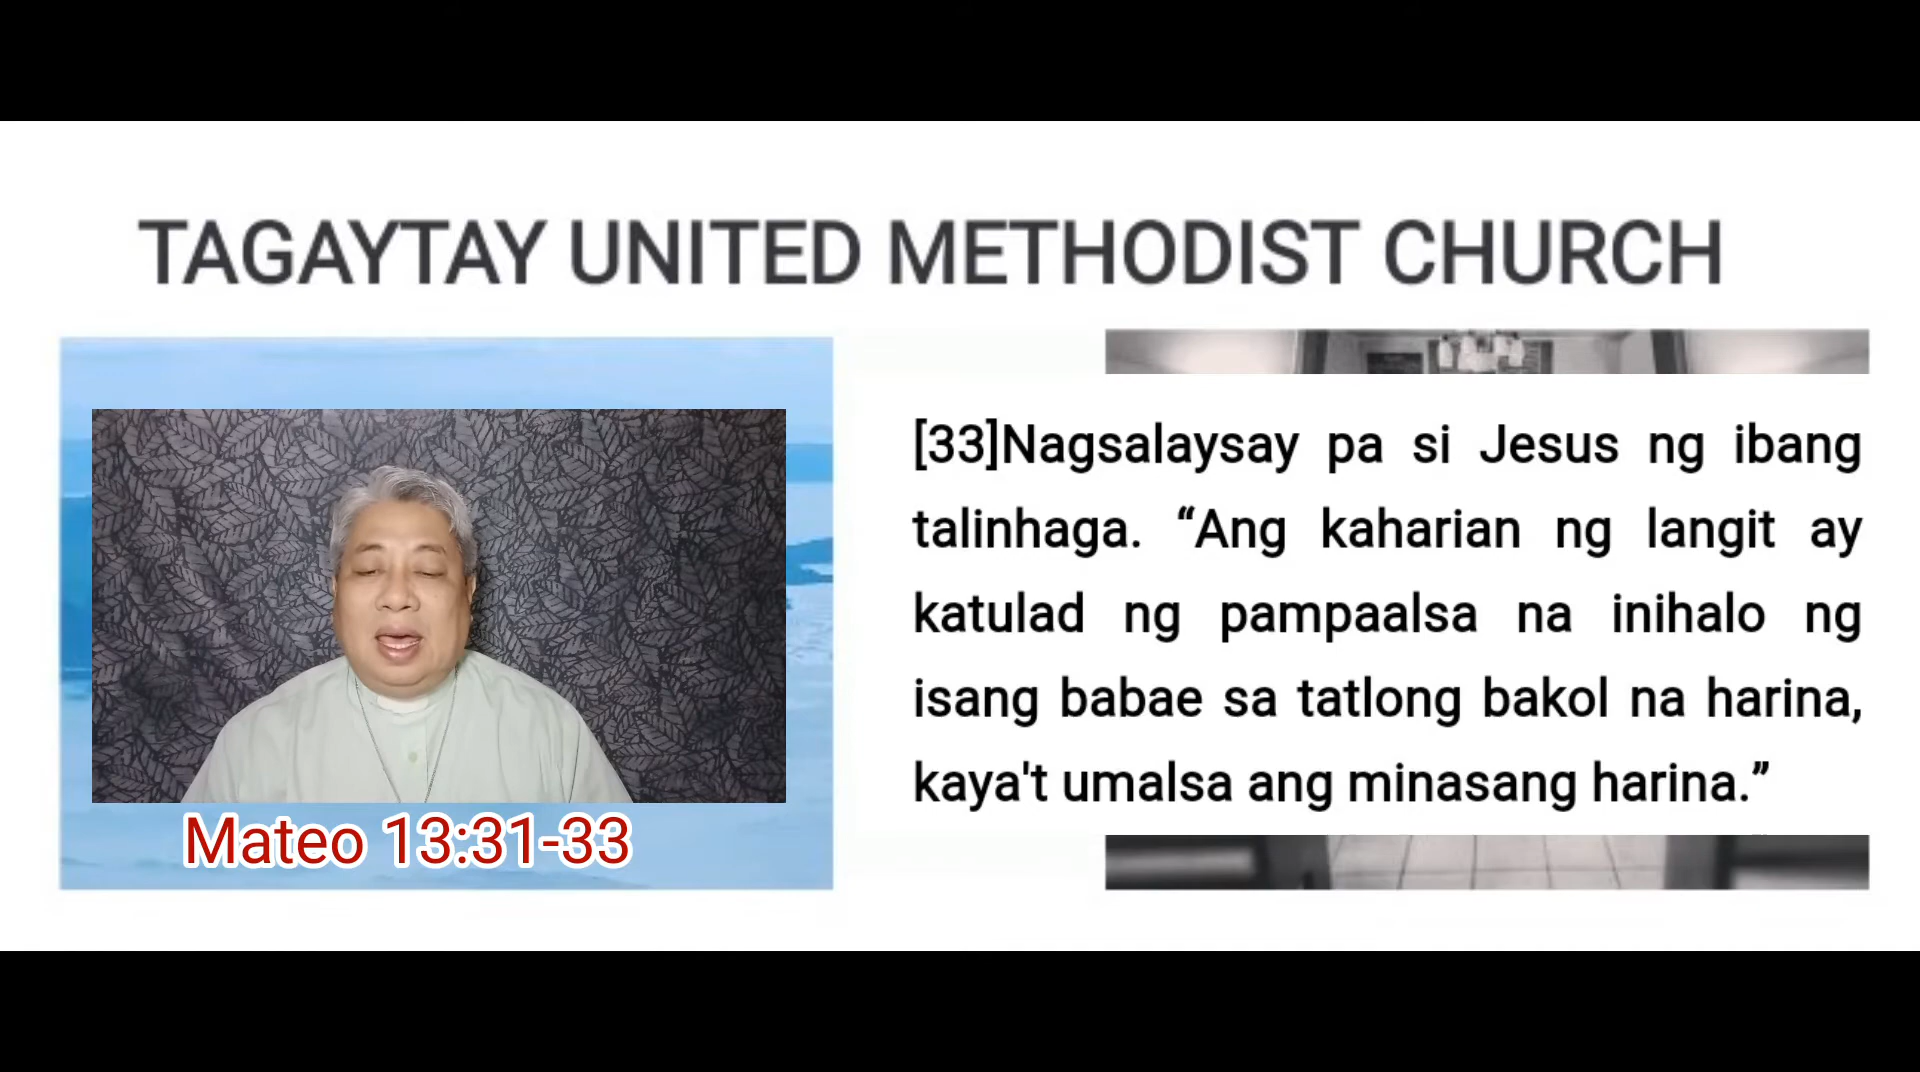 TAGAYTAY UNITED METHODIST CHURCH
[33]Nagsalaysay pa si Jesus ng ibang
talinhaga. “Ang kaharian ng langit ay
katulad ng pampaalsa na inihalo ng
isang babae sa tatlong bakol na harina,
kaya't umalsa ang minasang harina.”
Mateo 13:31-33